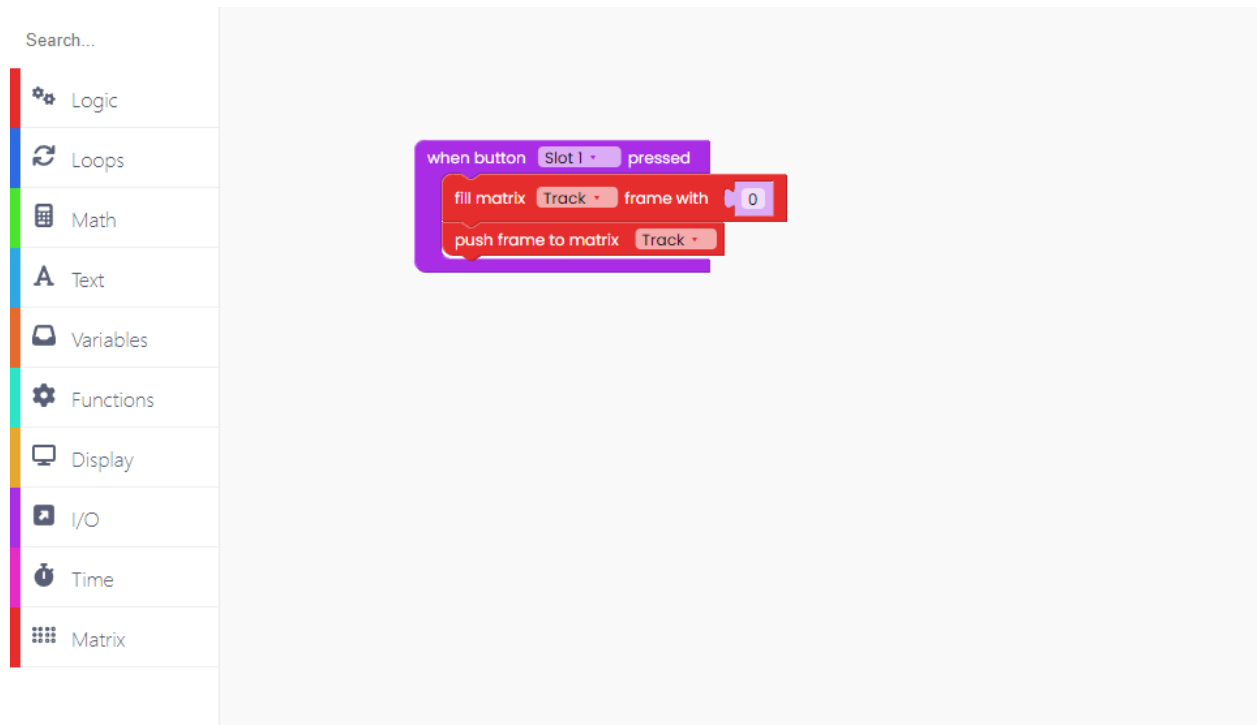 Search...
Logic
Loops
Math
Text
Variables
Functions
Display
I/O
Time
Matrix
when button Slot 1 pressed
fill matrix Track frame with 0
push frame to matrix Track